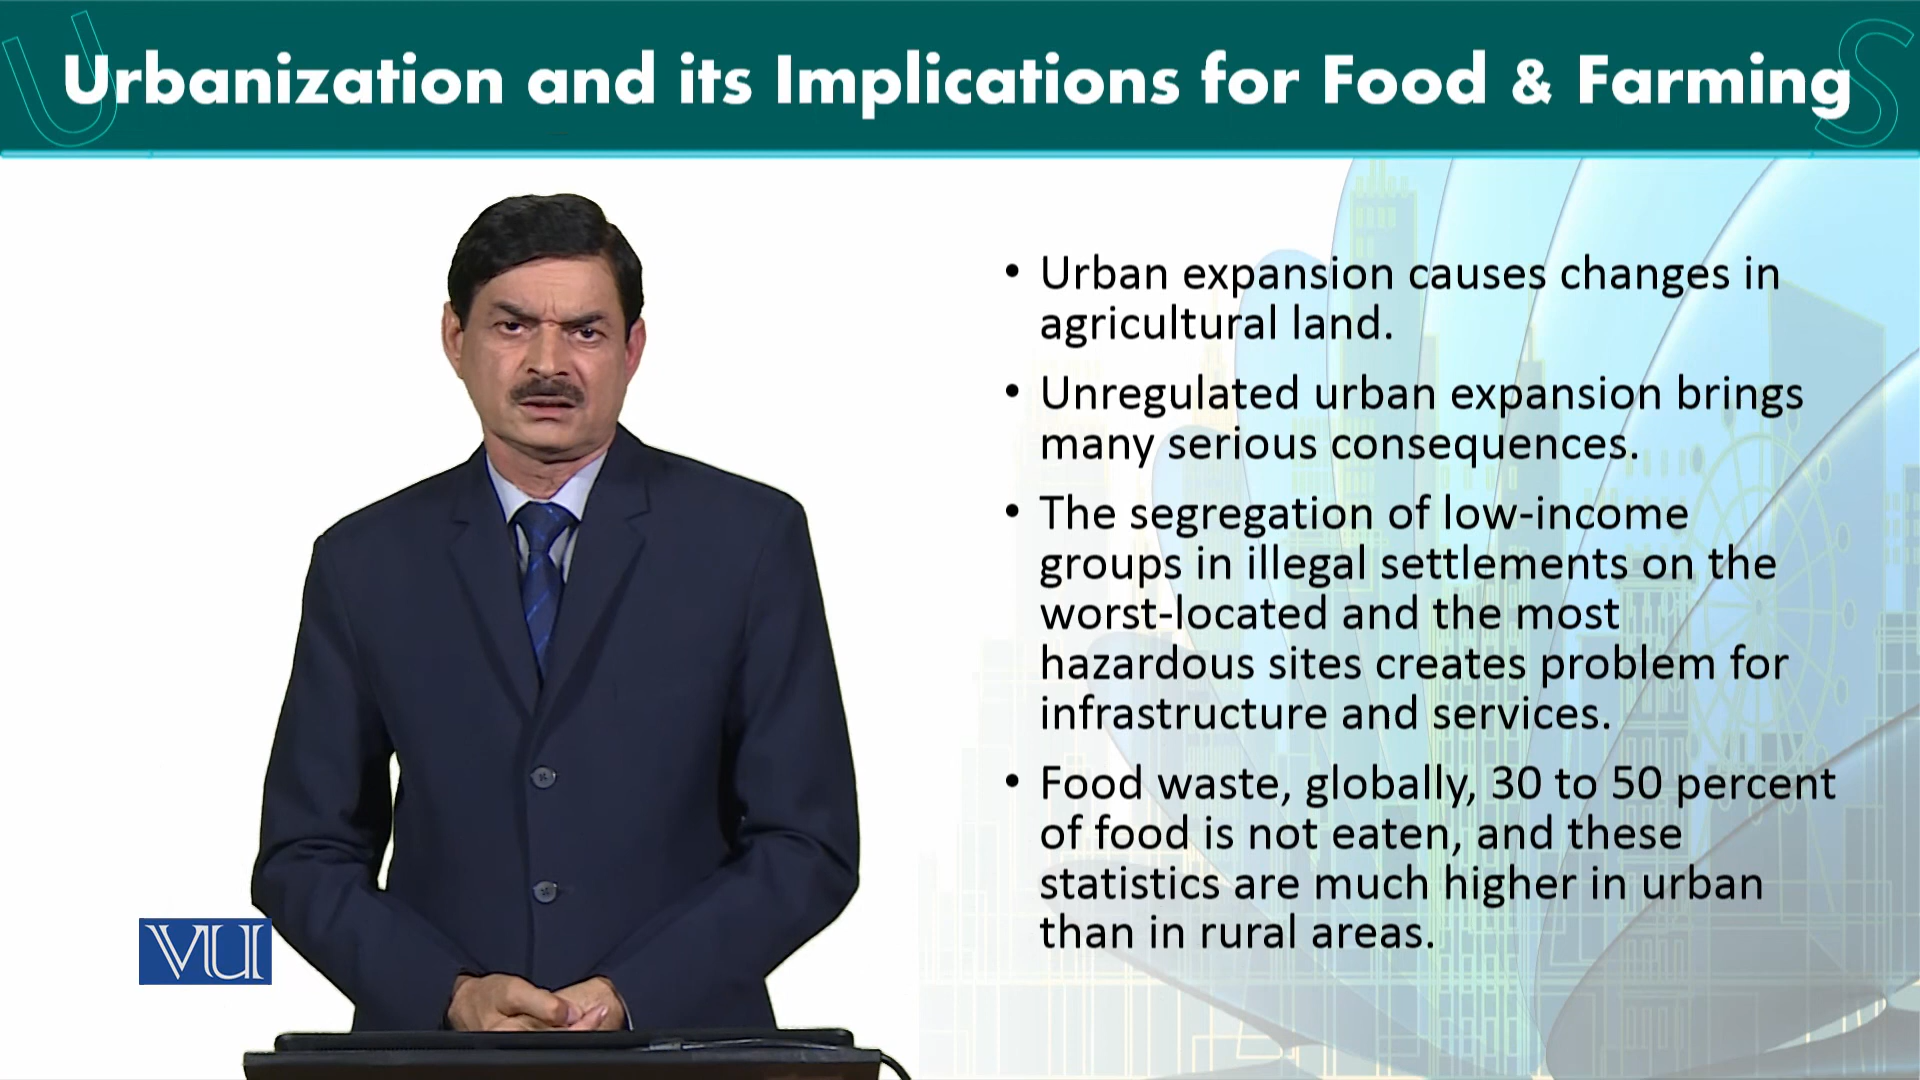 Urbanization and its Implications for Food & Farming
U
S
• Urban expansion causes changes in
agricultural land.
• Unregulated urban expansion brings
many serious consequences.
• The segregation of low-income
groups in illegal settlements on the
worst-located and the most
hazardous sites creates problem for
infrastructure and services.
• Food waste, globally, 30 to 50 percent
of food is not eaten, and these
statistics are much higher in urban
than in rural areas.
VU